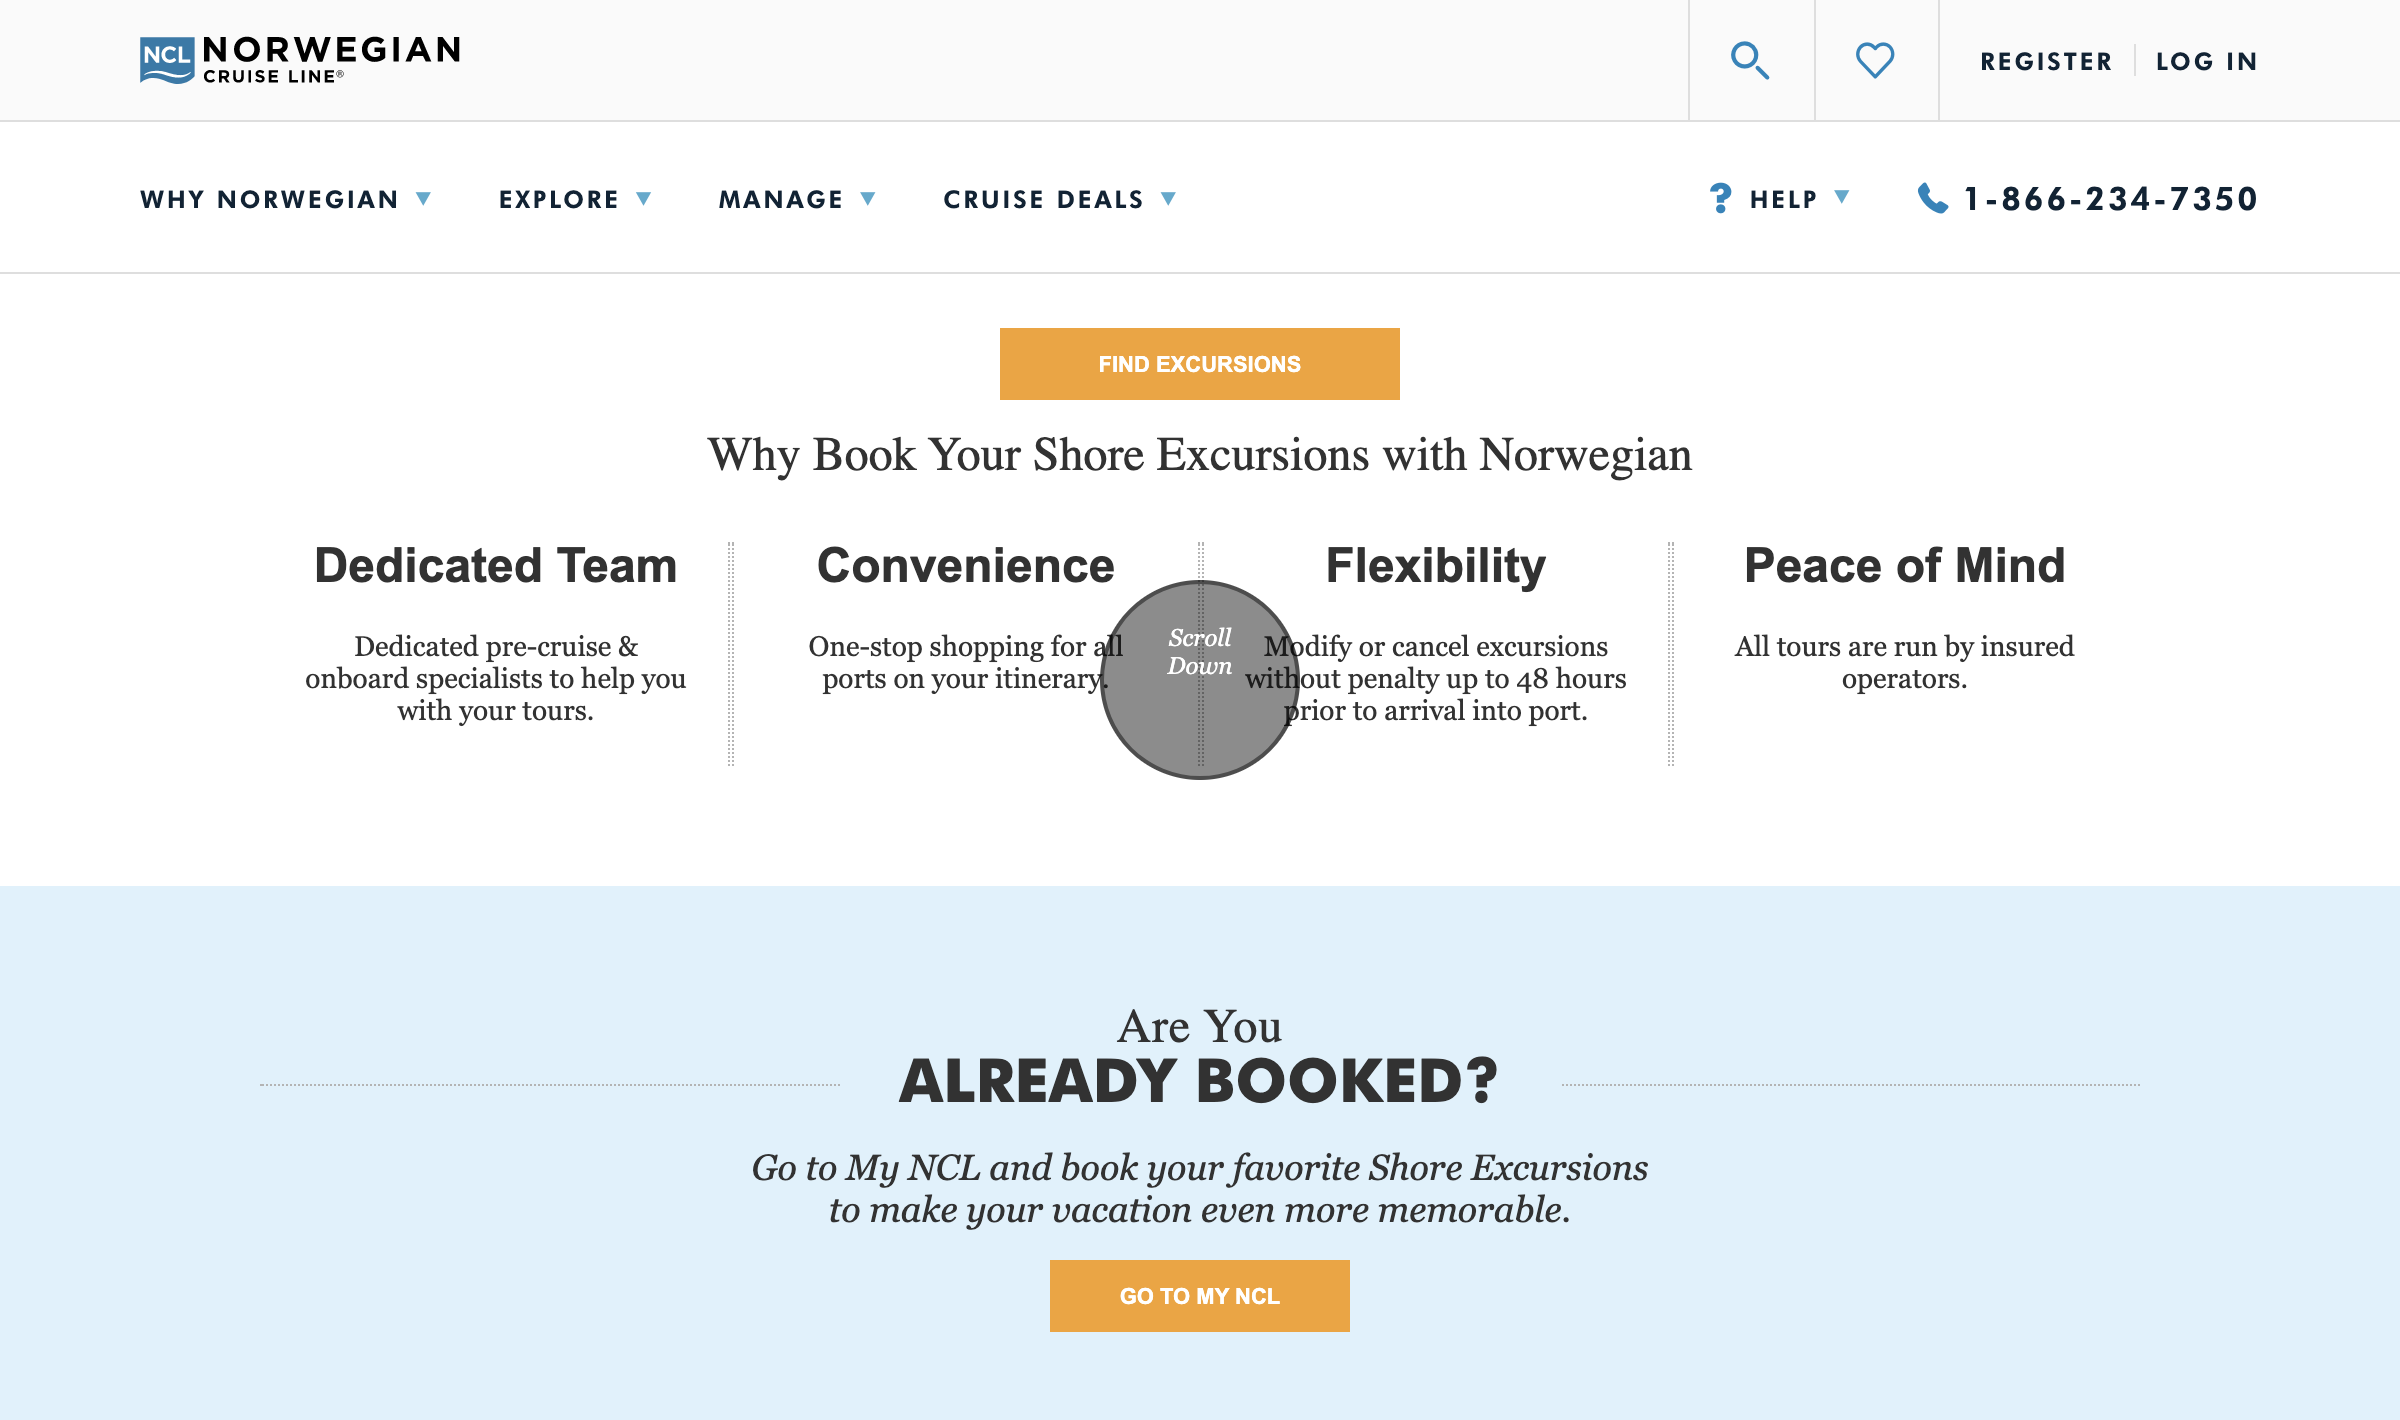 NCL NORWEGIAN
CRUISE LINE®
REGISTER LOG IN
WHY NORWEGIAN EXPLORE MANAGE CRUISE DEALS HELP 1-866-234-7350
FIND EXCURSIONS
Why Book Your Shore Excursions with Norwegian
Dedicated Team
Dedicated pre-cruise &
onboard specialists to help you
with your tours.
Convenience
One-stop shopping for all
ports on your itinerary.
Scroll
Down
Flexibility
Modify or cancel excursions
without penalty up to 48 hours
prior to arrival into port.
Peace of Mind
All tours are run by insured
operators.
Are You
ALREADY BOOKED?
Go to My NCL and book your favorite Shore Excursions
to make your vacation even more memorable.
GO TO MY NCL